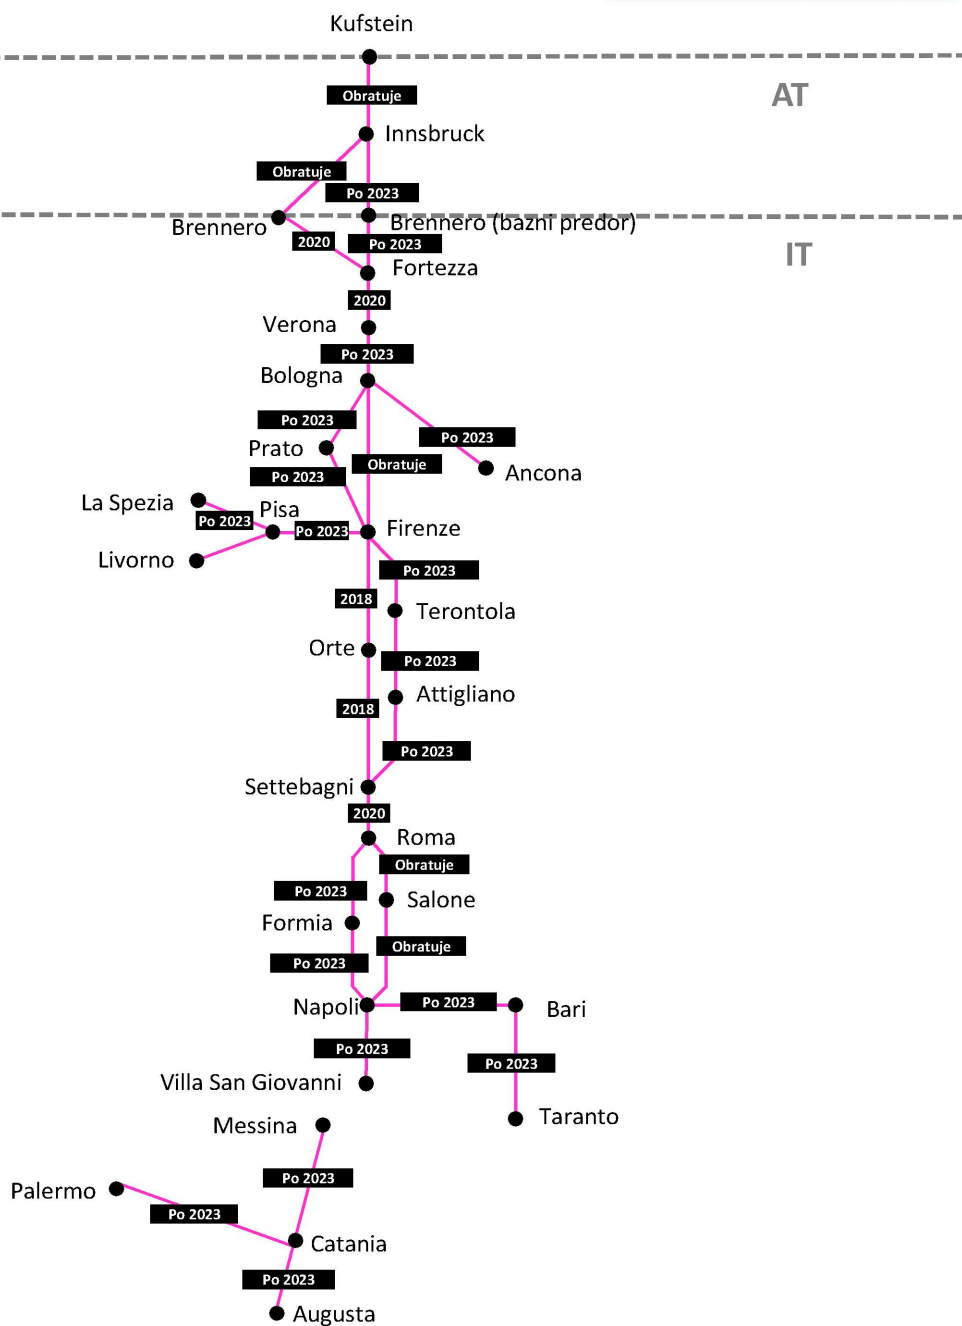 Kufstein
AT
Obratuje
Innsbruck
Obratuje
Po 2023
Brennero
Brennero (bazni predor)
2020
Po 2023
IT
Fortezza
2020
Verona
Po 2023
Bologna
Po 2023
Po 2023
Prato
Obratuje
Ancona
Po 2023
La Spezia
Pisa
Po 2023
Po 2023
Firenze
Livorno
Po 2023
2018
Terontola
Orte
Po 2023
Attigliano
2018
Po 2023
Settebagni
2020
Roma
Obratuje
Po 2023
Salone
Formia
Obratuje
Po 2023
Napoli
Po 2023
Bari
Po 2023
Po 2023
Villa San Giovanni
Messina
Taranto
Po 2023
Palermo
Po 2023
Catania
Po 2023
Augusta